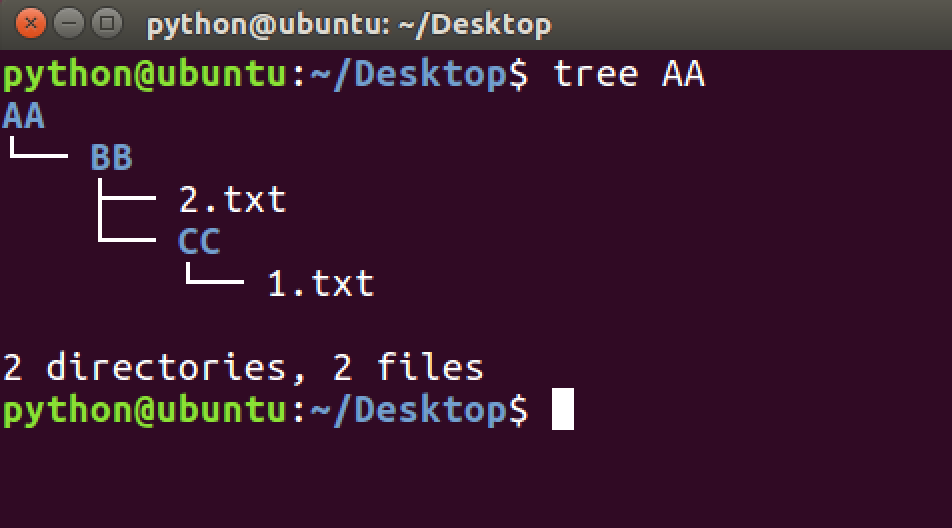 python@ubuntu: ~/Desktop
python@ubuntu:~/Desktop$ tree AA
AA
└── BB
    ├── 2.txt
    └── CC
        └── 1.txt
2 directories, 2 files
python@ubuntu:~/Desktop$